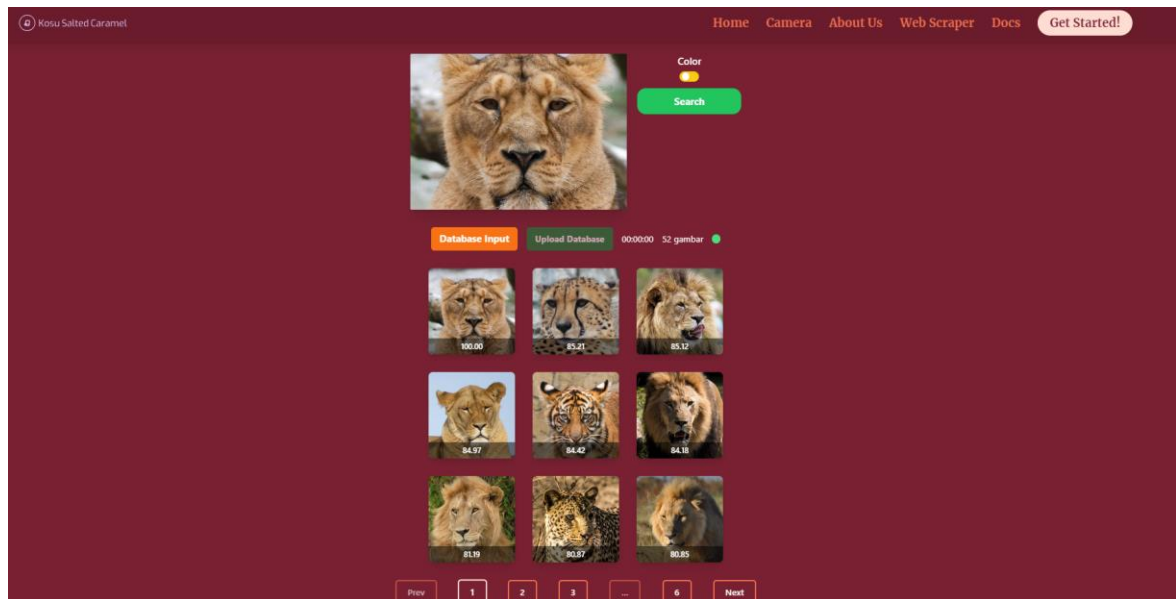 Kosu Salted Caramel Home Camera About Us Web Scraper Docs Get Started!
Color
Search
Database Input Upload Database 00:00:00 52 gambar
100.00 85.21 85.12
84.97 84.42 84.18
81.19 80.87 80.85
Prev 1 2 3 ... 6 Next